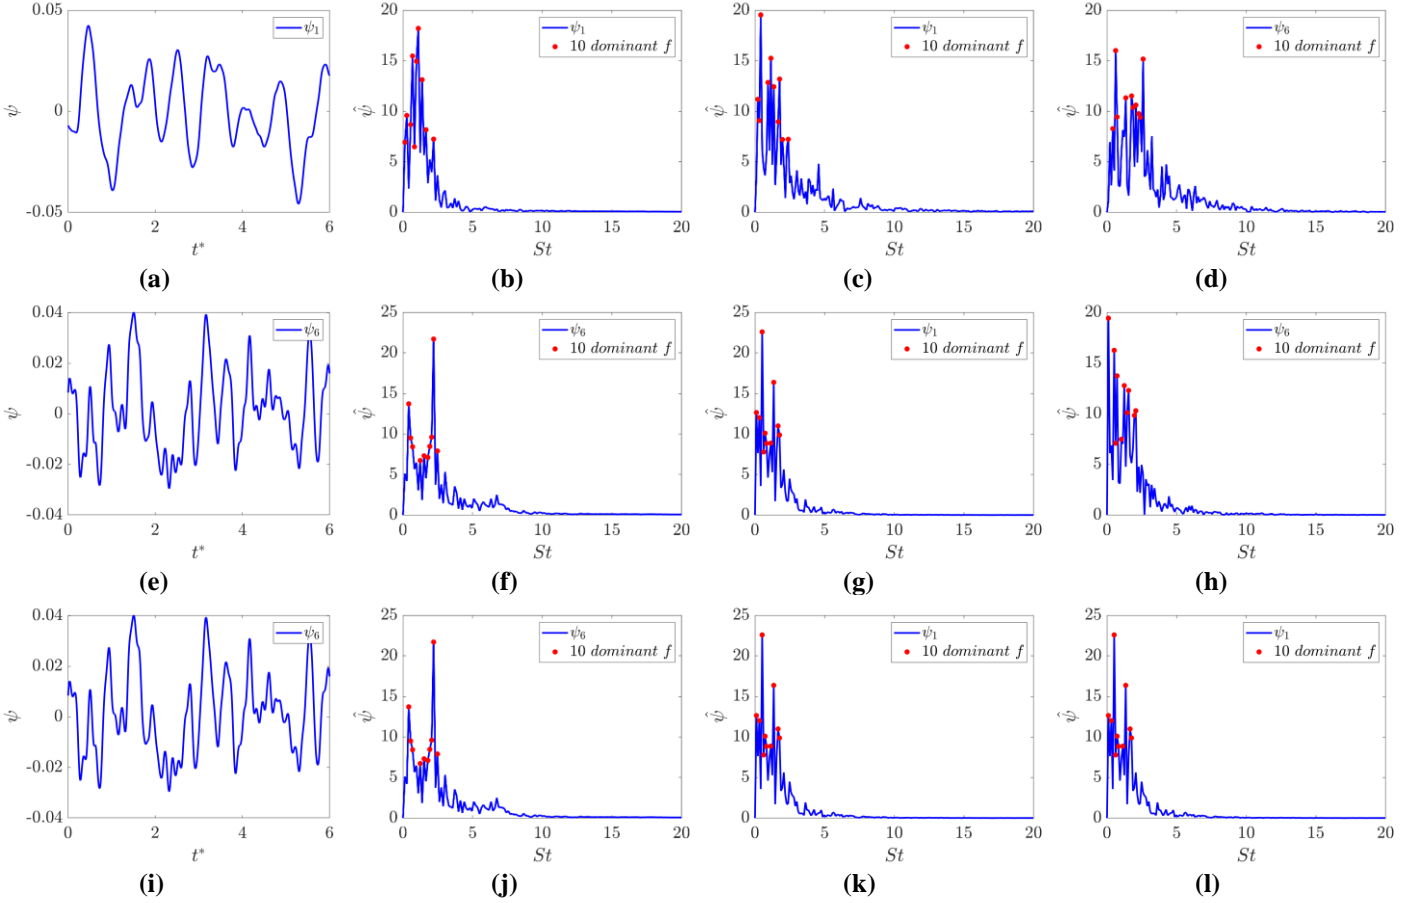 0.05
0
-0.05
ψ
ψ₁
0 2 4 6
t*
(a)
20
15
10
5
0
ψ̂
ψ₁
10 dominant f
0 5 10 15 20
St
(b)
20
15
10
5
0
ψ̂
ψ₁
10 dominant f
0 5 10 15 20
St
(c)
20
15
10
5
0
ψ̂
ψ₆
10 dominant f
0 5 10 15 20
St
(d)
0.04
0.02
0
-0.02
-0.04
ψ
ψ₆
0 2 4 6
t*
(e)
25
20
15
10
5
0
ψ̂
ψ₆
10 dominant f
0 5 10 15 20
St
(f)
25
20
15
10
5
0
ψ̂
ψ₁
10 dominant f
0 5 10 15 20
St
(g)
20
15
10
5
0
ψ̂
ψ₆
10 dominant f
0 5 10 15 20
St
(h)
0.04
0.02
0
-0.02
-0.04
ψ
ψ₆
0 2 4 6
t*
(i)
25
20
15
10
5
0
ψ̂
ψ₆
10 dominant f
0 5 10 15 20
St
(j)
25
20
15
10
5
0
ψ̂
ψ₁
10 dominant f
0 5 10 15 20
St
(k)
25
20
15
10
5
0
ψ̂
ψ₁
10 dominant f
0 5 10 15 20
St
(l)